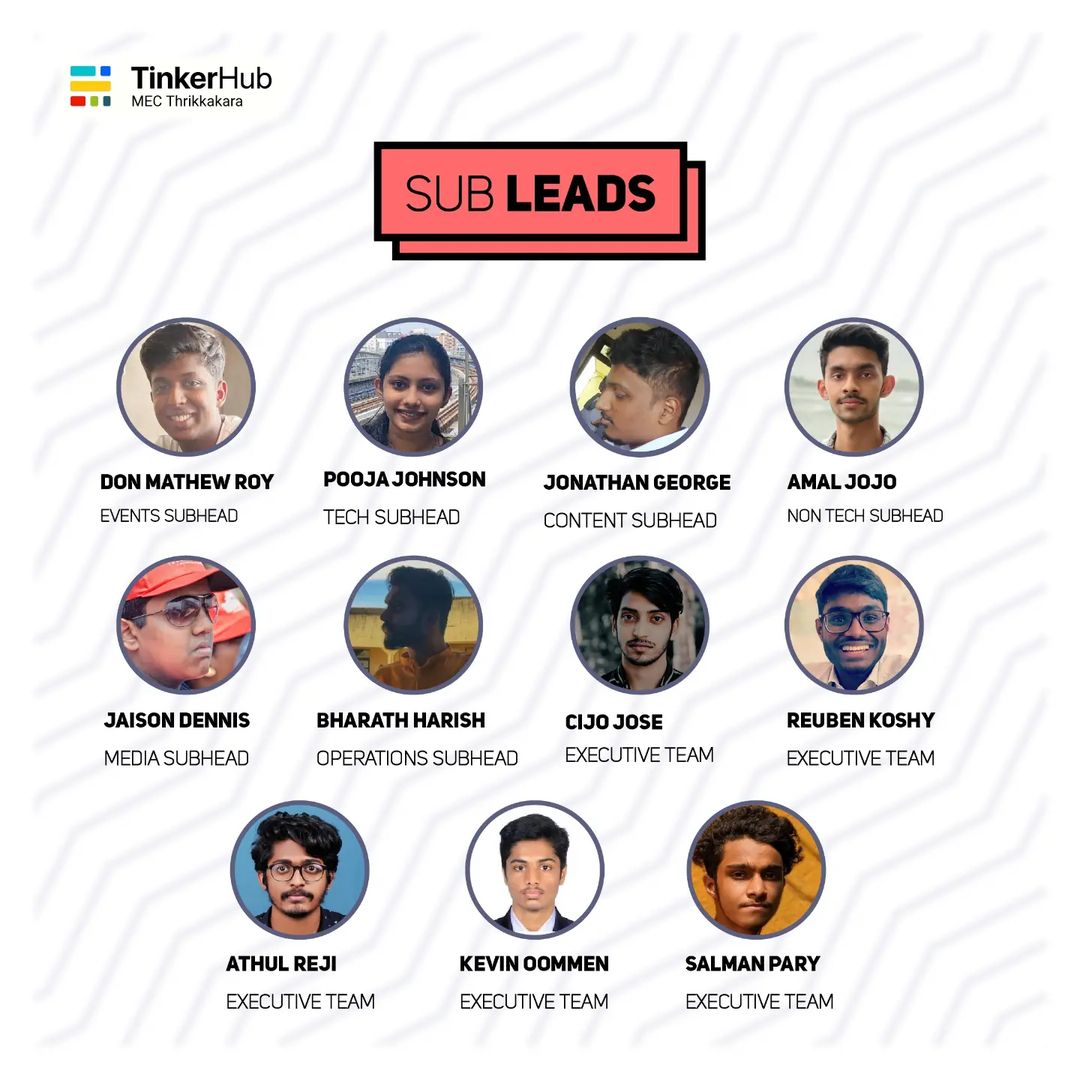 TinkerHub
MEC Thrikkakara
SUB LEADS
DON MATHEW ROY
EVENTS SUBHEAD
POOJA JOHNSON
TECH SUBHEAD
JONATHAN GEORGE
CONTENT SUBHEAD
AMAL JOJO
NON TECH SUBHEAD
JAISON DENNIS
MEDIA SUBHEAD
BHARATH HARISH
OPERATIONS SUBHEAD
CIJO JOSE
EXECUTIVE TEAM
REUBEN KOSHY
EXECUTIVE TEAM
ATHUL REJI
EXECUTIVE TEAM
KEVIN OOMMEN
EXECUTIVE TEAM
SALMAN PARY
EXECUTIVE TEAM